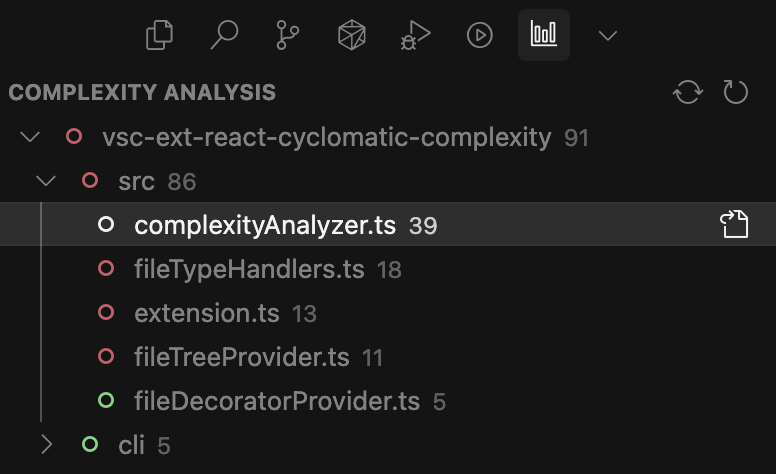 COMPLEXITY ANALYSIS
vsc-ext-react-cyclomatic-complexity 91
src 86
complexityAnalyzer.ts 39
fileTypeHandlers.ts 18
extension.ts 13
fileTreeProvider.ts 11
fileDecoratorProvider.ts 5
cli 5